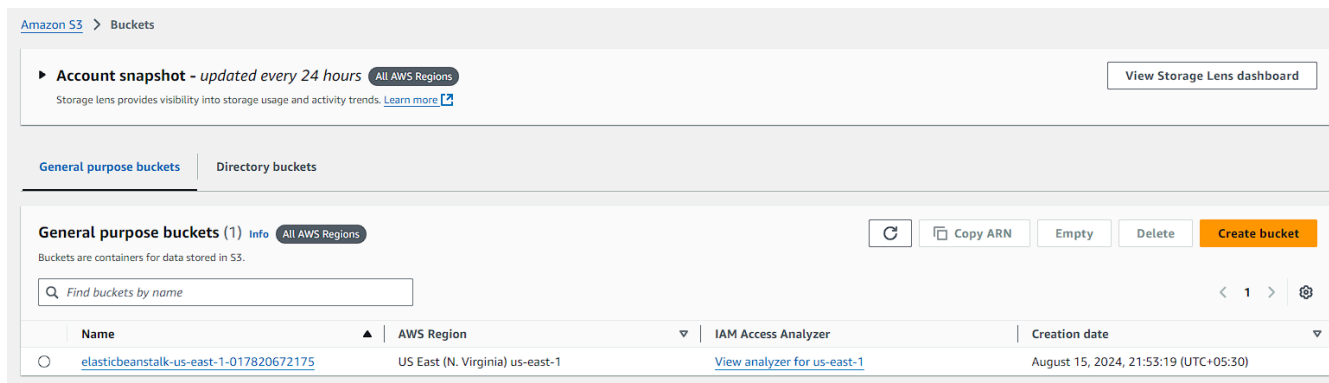 Amazon S3 > Buckets
Account snapshot - updated every 24 hours All AWS Regions View Storage Lens dashboard
Storage lens provides visibility into storage usage and activity trends. Learn more
General purpose buckets Directory buckets
General purpose buckets (1) Info All AWS Regions Copy ARN Empty Delete Create bucket
Buckets are containers for data stored in S3.
Find buckets by name < 1 >
Name AWS Region IAM Access Analyzer Creation date
elasticbeanstalk-us-east-1-017820672175 US East (N. Virginia) us-east-1 View analyzer for us-east-1 August 15, 2024, 21:53:19 (UTC+05:30)